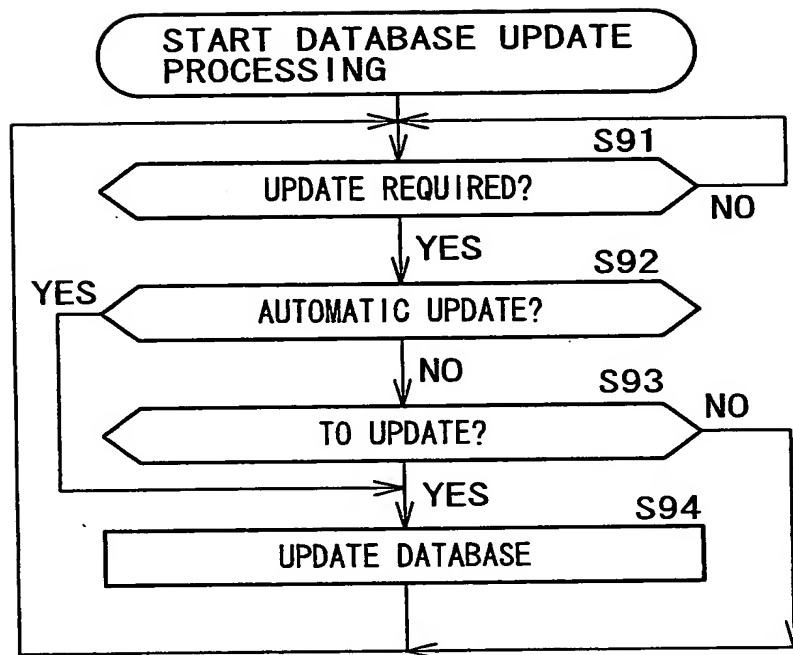 START DATABASE UPDATE
PROCESSING
S91
UPDATE REQUIRED?
NO
YES
S92
YES
AUTOMATIC UPDATE?
NO
S93
NO
TO UPDATE?
YES
S94
UPDATE DATABASE